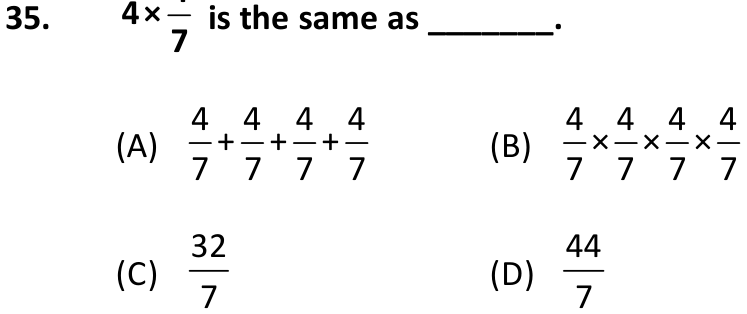 35. 4×/7 is the same as _______.
(A) 4/7+4/7+4/7+4/7 (B) 4/7×4/7×4/7×4/7
(C) 32/7 (D) 44/7